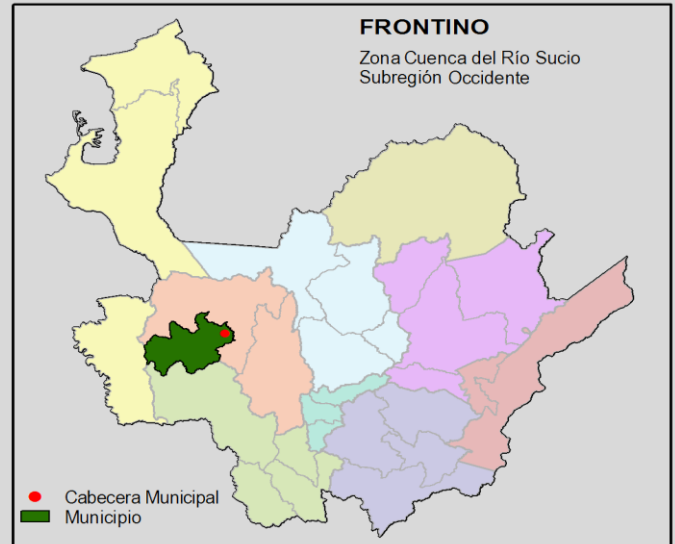 FRONTINO
Zona Cuenca del Río Sucio
Subregión Occidente
Cabecera Municipal
Municipio